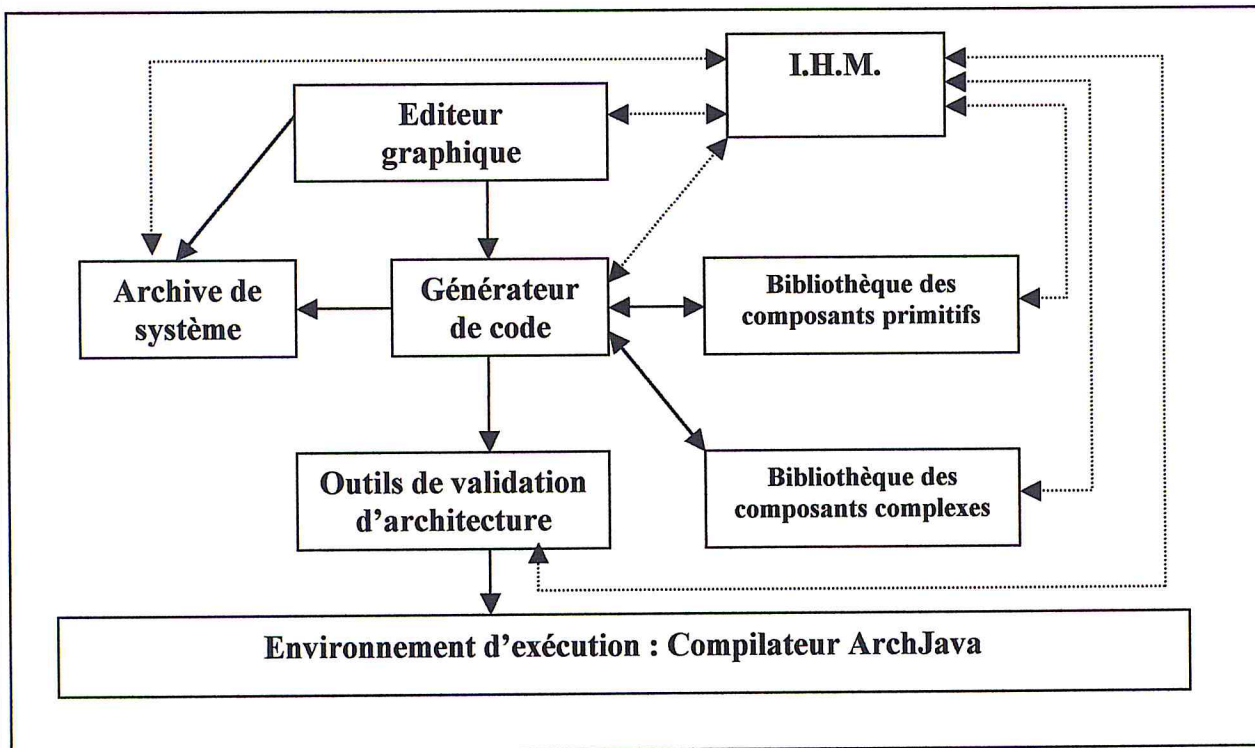 I.H.M.
Editeur
graphique
Archive de
système
Générateur
de code
Bibliothèque des
composants primitifs
Outils de validation
d'architecture
Bibliothèque des
composants complexes
Environnement d'exécution : Compilateur ArchJava